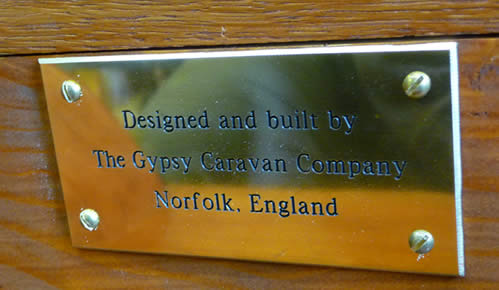 Designed and built by
The Gypsy Caravan Company
Norfolk, England